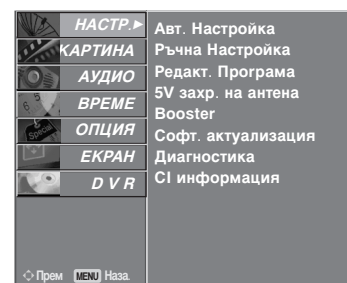 НАСТР.
КАРТИНА
АУДИО
ВРЕМЕ
ОПЦИЯ
ЕКРАН
D V R
Авт. Настройка
Ръчна Настройка
Редакт. Програма
5V захр. на антена
Booster
Софт. актуализация
Диагностика
CI информация
Прем MENU Наза.